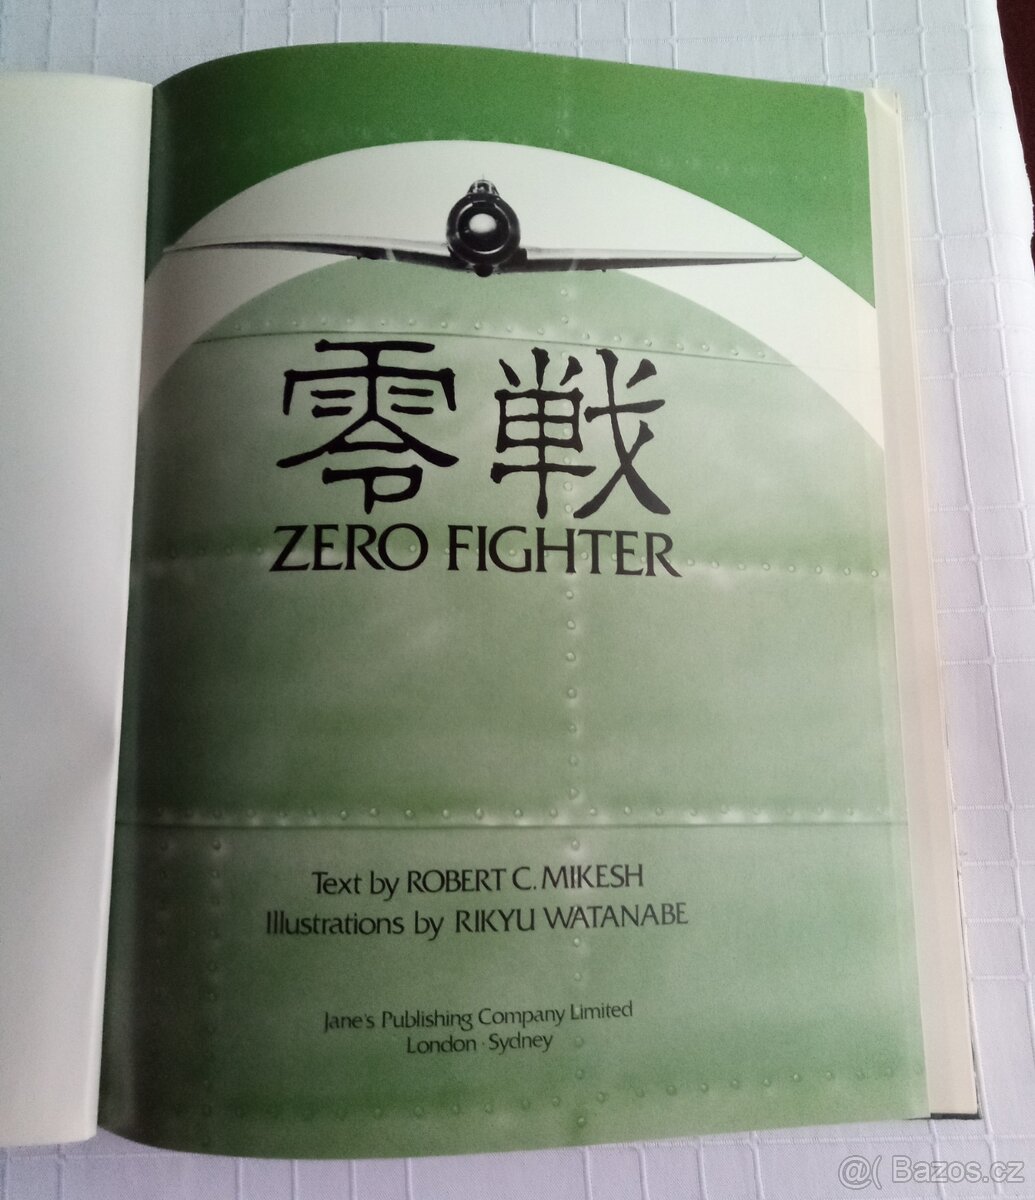 零戦
ZERO FIGHTER
Text by ROBERT C. MIKESH
Illustrations by RIKYU WATANABE
Jane's Publishing Company Limited
London · Sydney
@( Bazos.cz